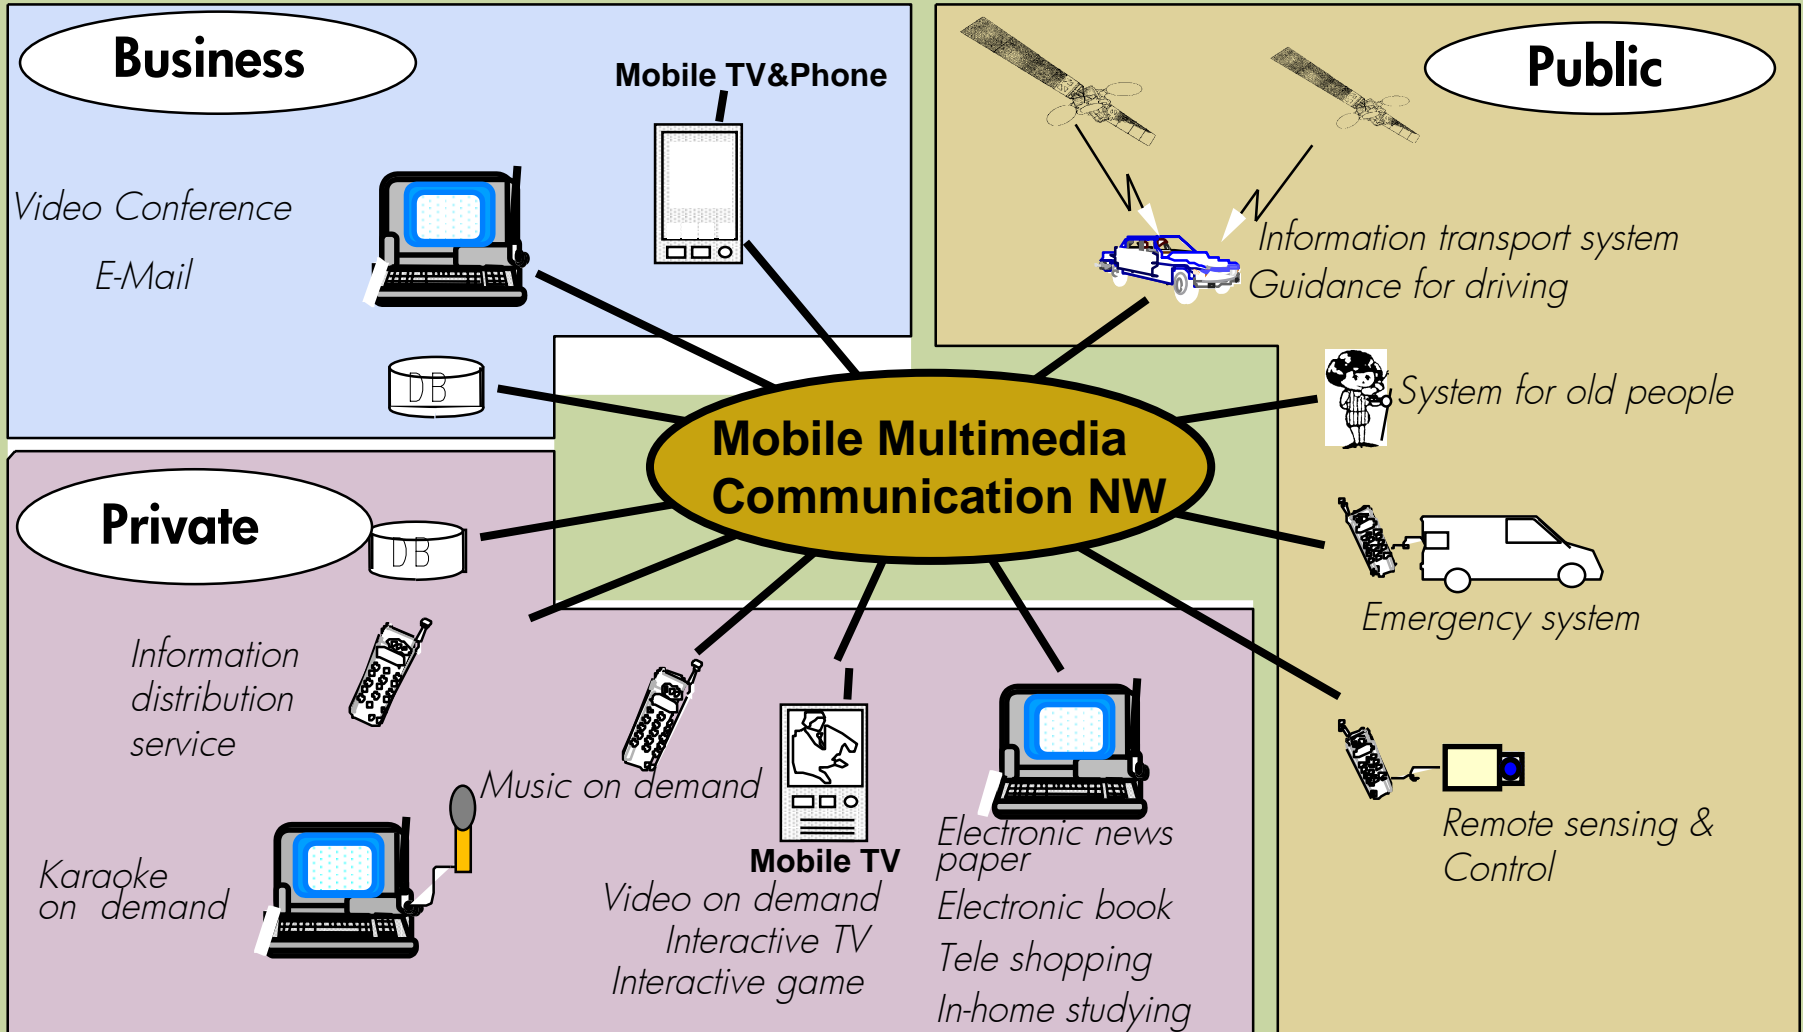 Business
Mobile TV&Phone
Video Conference
E-Mail
DB
Public
Information transport system
Guidance for driving
System for old people
Emergency system
Remote sensing &
Control
Mobile Multimedia
Communication NW
Private
DB
Information
distribution
service
Karaoke
on demand
Music on demand
Mobile TV
Video on demand
Interactive TV
Interactive game
Electronic news
paper
Electronic book
Tele shopping
In-home studying